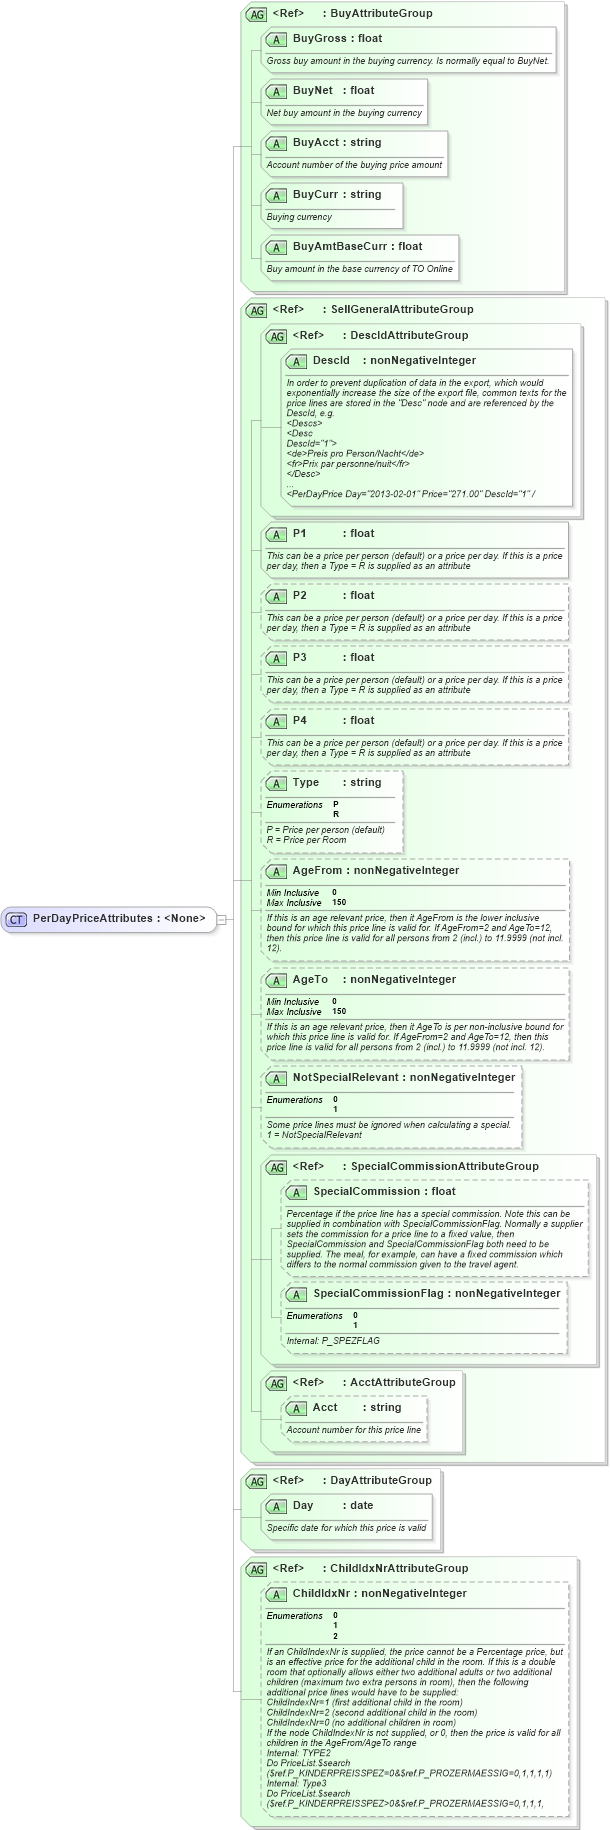 AG <Ref> : BuyAttributeGroup
A BuyGross : float
Gross buy amount in the buying currency. Is normally equal to BuyNet.
A BuyNet : float
Net buy amount in the buying currency
A BuyAcct : string
Account number of the buying price amount
A BuyCurr : string
Buying currency
A BuyAmtBaseCurr : float
Buy amount in the base currency of TO Online
AG <Ref> : SellGeneralAttributeGroup
AG <Ref> : DescIdAttributeGroup
A DescId : nonNegativeInteger
In order to prevent duplication of data in the export, which would
exponentially increase the size of the export file, common texts for the
price lines are stored in the "Desc" node and are referenced by the
DescId, e.g.
<Descs>
<Desc
DescId="1">
<de>Preis pro Person/Nacht</de>
<fr>Prix par personne/nuit</fr>
</Desc>
...
<PerDayPrice Day="2013-02-01" Price="271.00" DescId="1" /
A P1 : float
This can be a price per person (default) or a price per day. If this is a price
per day, then a Type = R is supplied as an attribute
A P2 : float
This can be a price per person (default) or a price per day. If this is a price
per day, then a Type = R is supplied as an attribute
A P3 : float
This can be a price per person (default) or a price per day. If this is a price
per day, then a Type = R is supplied as an attribute
A P4 : float
This can be a price per person (default) or a price per day. If this is a price
per day, then a Type = R is supplied as an attribute
A Type : string
Enumerations P
R
P = Price per person (default)
R = Price per Room
A AgeFrom : nonNegativeInteger
Min Inclusive 0
Max Inclusive 150
If this is an age relevant price, then it AgeFrom is the lower inclusive
bound for which this price line is valid for. If AgeFrom=2 and AgeTo=12,
then this price line is valid for all persons from 2 (incl.) to 11.9999 (not incl.
12).
CT PerDayPriceAttributes : <None>
A AgeTo : nonNegativeInteger
Min Inclusive 0
Max Inclusive 150
If this is an age relevant price, then it AgeTo is per non-inclusive bound for
which this price line is valid for. If AgeFrom=2 and AgeTo=12, then this
price line is valid for all persons from 2 (incl.) to 11.9999 (not incl. 12).
A NotSpecialRelevant : nonNegativeInteger
Enumerations 0
1
Some price lines must be ignored when calculating a special.
1 = NotSpecialRelevant
AG <Ref> : SpecialCommissionAttributeGroup
A SpecialCommission : float
Percentage if the price line has a special commission. Note this can be
supplied in combination with SpecialCommissionFlag. Normally a supplier
sets the commission for a price line to a fixed value, then
SpecialCommission and SpecialCommissionFlag both need to be
supplied. The meal, for example, can have a fixed commission which
differs to the normal commission given to the travel agent.
A SpecialCommissionFlag : nonNegativeInteger
Enumerations 0
1
Internal: P_SPEZFLAG
AG <Ref> : AcctAttributeGroup
A Acct : string
Account number for this price line
AG <Ref> : DayAttributeGroup
A Day : date
Specific date for which this price is valid
AG <Ref> : ChildIdxNrAttributeGroup
A ChildIdxNr : nonNegativeInteger
Enumerations 0
1
2
If an ChildIndexNr is supplied, the price cannot be a Percentage price, but
is an effective price for the additional child in the room. If this is a double
room that optionally allows either two additional adults or two additional
children (maximum two extra persons in room), then the following
additional price lines would have to be supplied:
ChildIndexNr=1 (first additional child in the room)
ChildIndexNr=2 (second additional child in the room)
ChildIndexNr=0 (no additional children in room)
If the node ChildIndexNr is not supplied, or 0, then the price is valid for all
children in the AgeFrom/AgeTo range
Internal: TYPE2
Do PriceList.$search
($ref.P_KINDERPREISSPEZ=0&$ref.P_PROZERMAESSIG=0,1,1,1,1)
Internal: Type3
Do PriceList.$search
($ref.P_KINDERPREISSPEZ>0&$ref.P_PROZERMAESSIG=0,1,1,1,